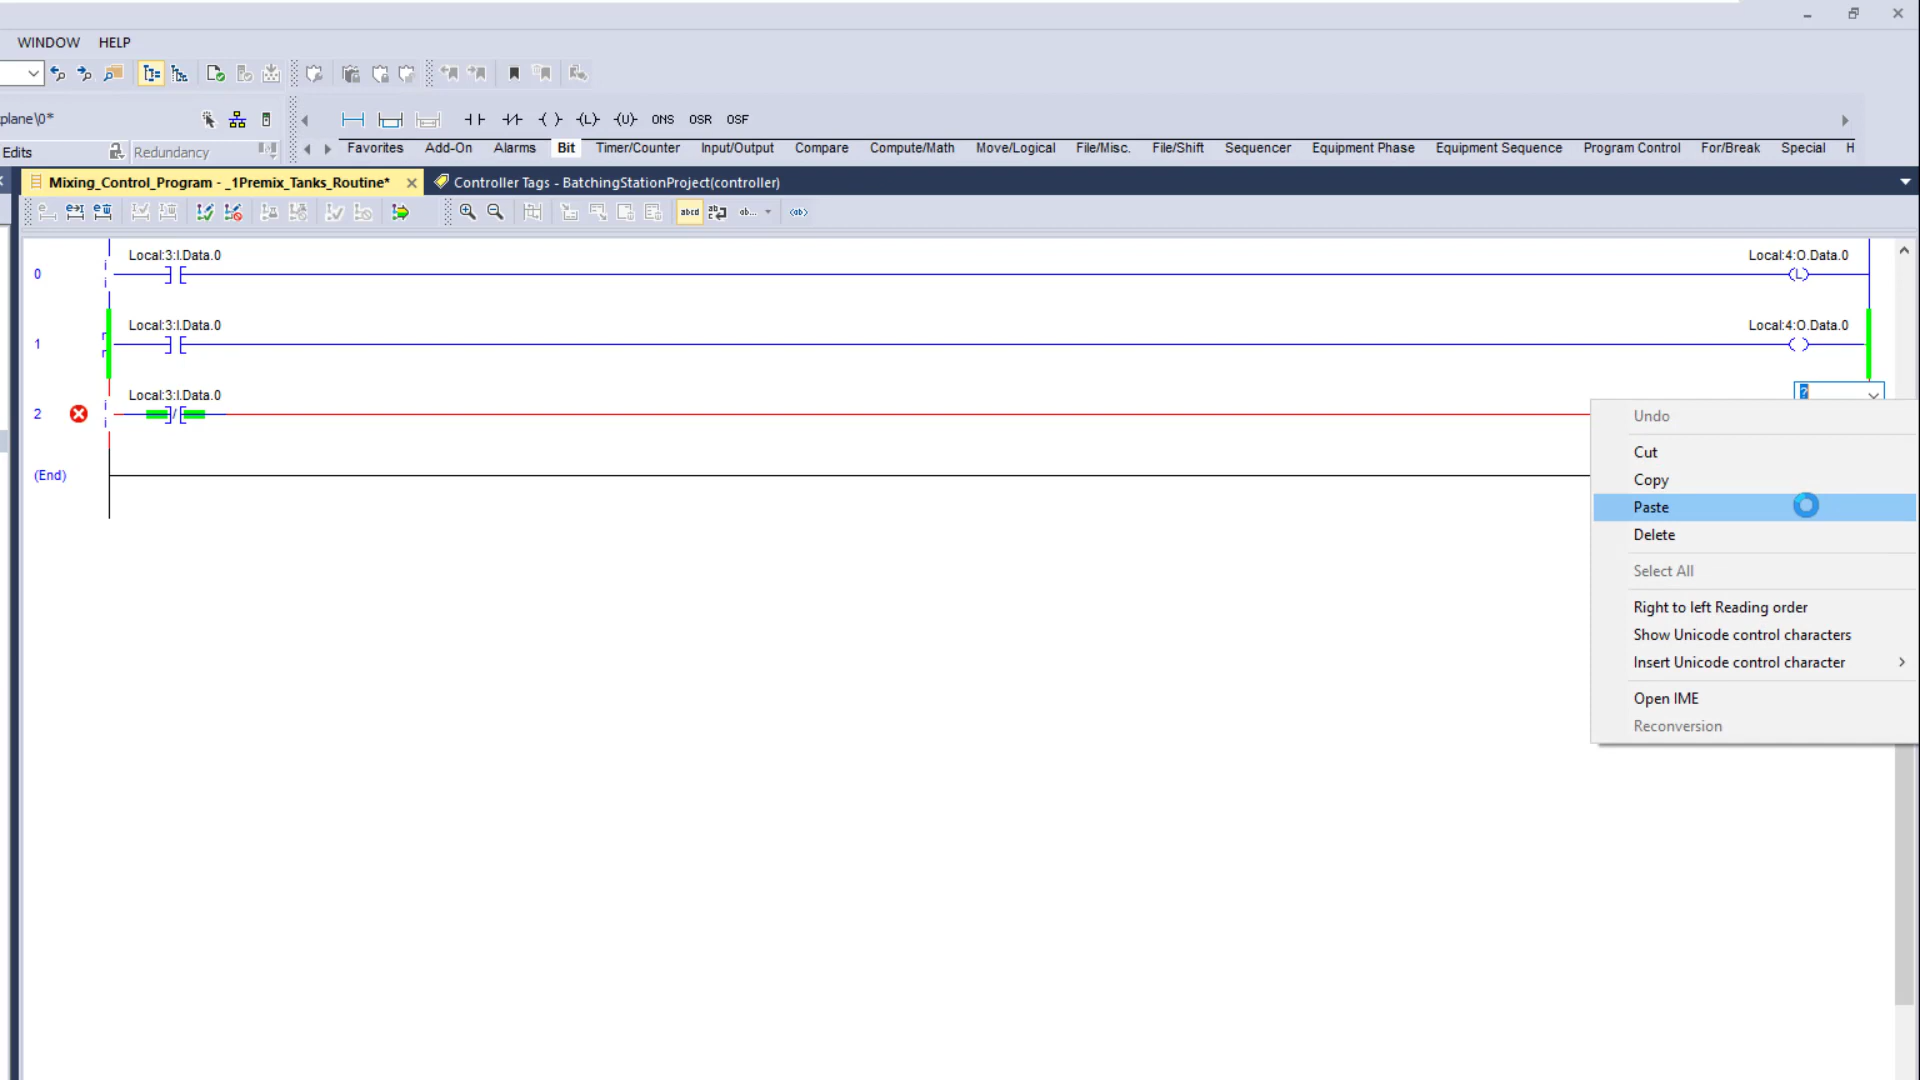 WINDOW HELP
plane\0*
ONS OSR OSF
Edits Redundancy
Favorites Add-On Alarms Bit Timer/Counter Input/Output Compare Compute/Math Move/Logical File/Misc. File/Shift Sequencer Equipment Phase Equipment Sequence Program Control For/Break Special H
Mixing_Control_Program - _1Premix_Tanks_Routine* Controller Tags - BatchingStationProject(controller)
abcd ab... <ab>
Local:3:I.Data.0 Local:4:O.Data.0
0 L
Local:3:I.Data.0 Local:4:O.Data.0
1
Local:3:I.Data.0 ?
2
(End)
Undo
Cut
Copy
Paste
Delete
Select All
Right to left Reading order
Show Unicode control characters
Insert Unicode control character
Open IME
Reconversion